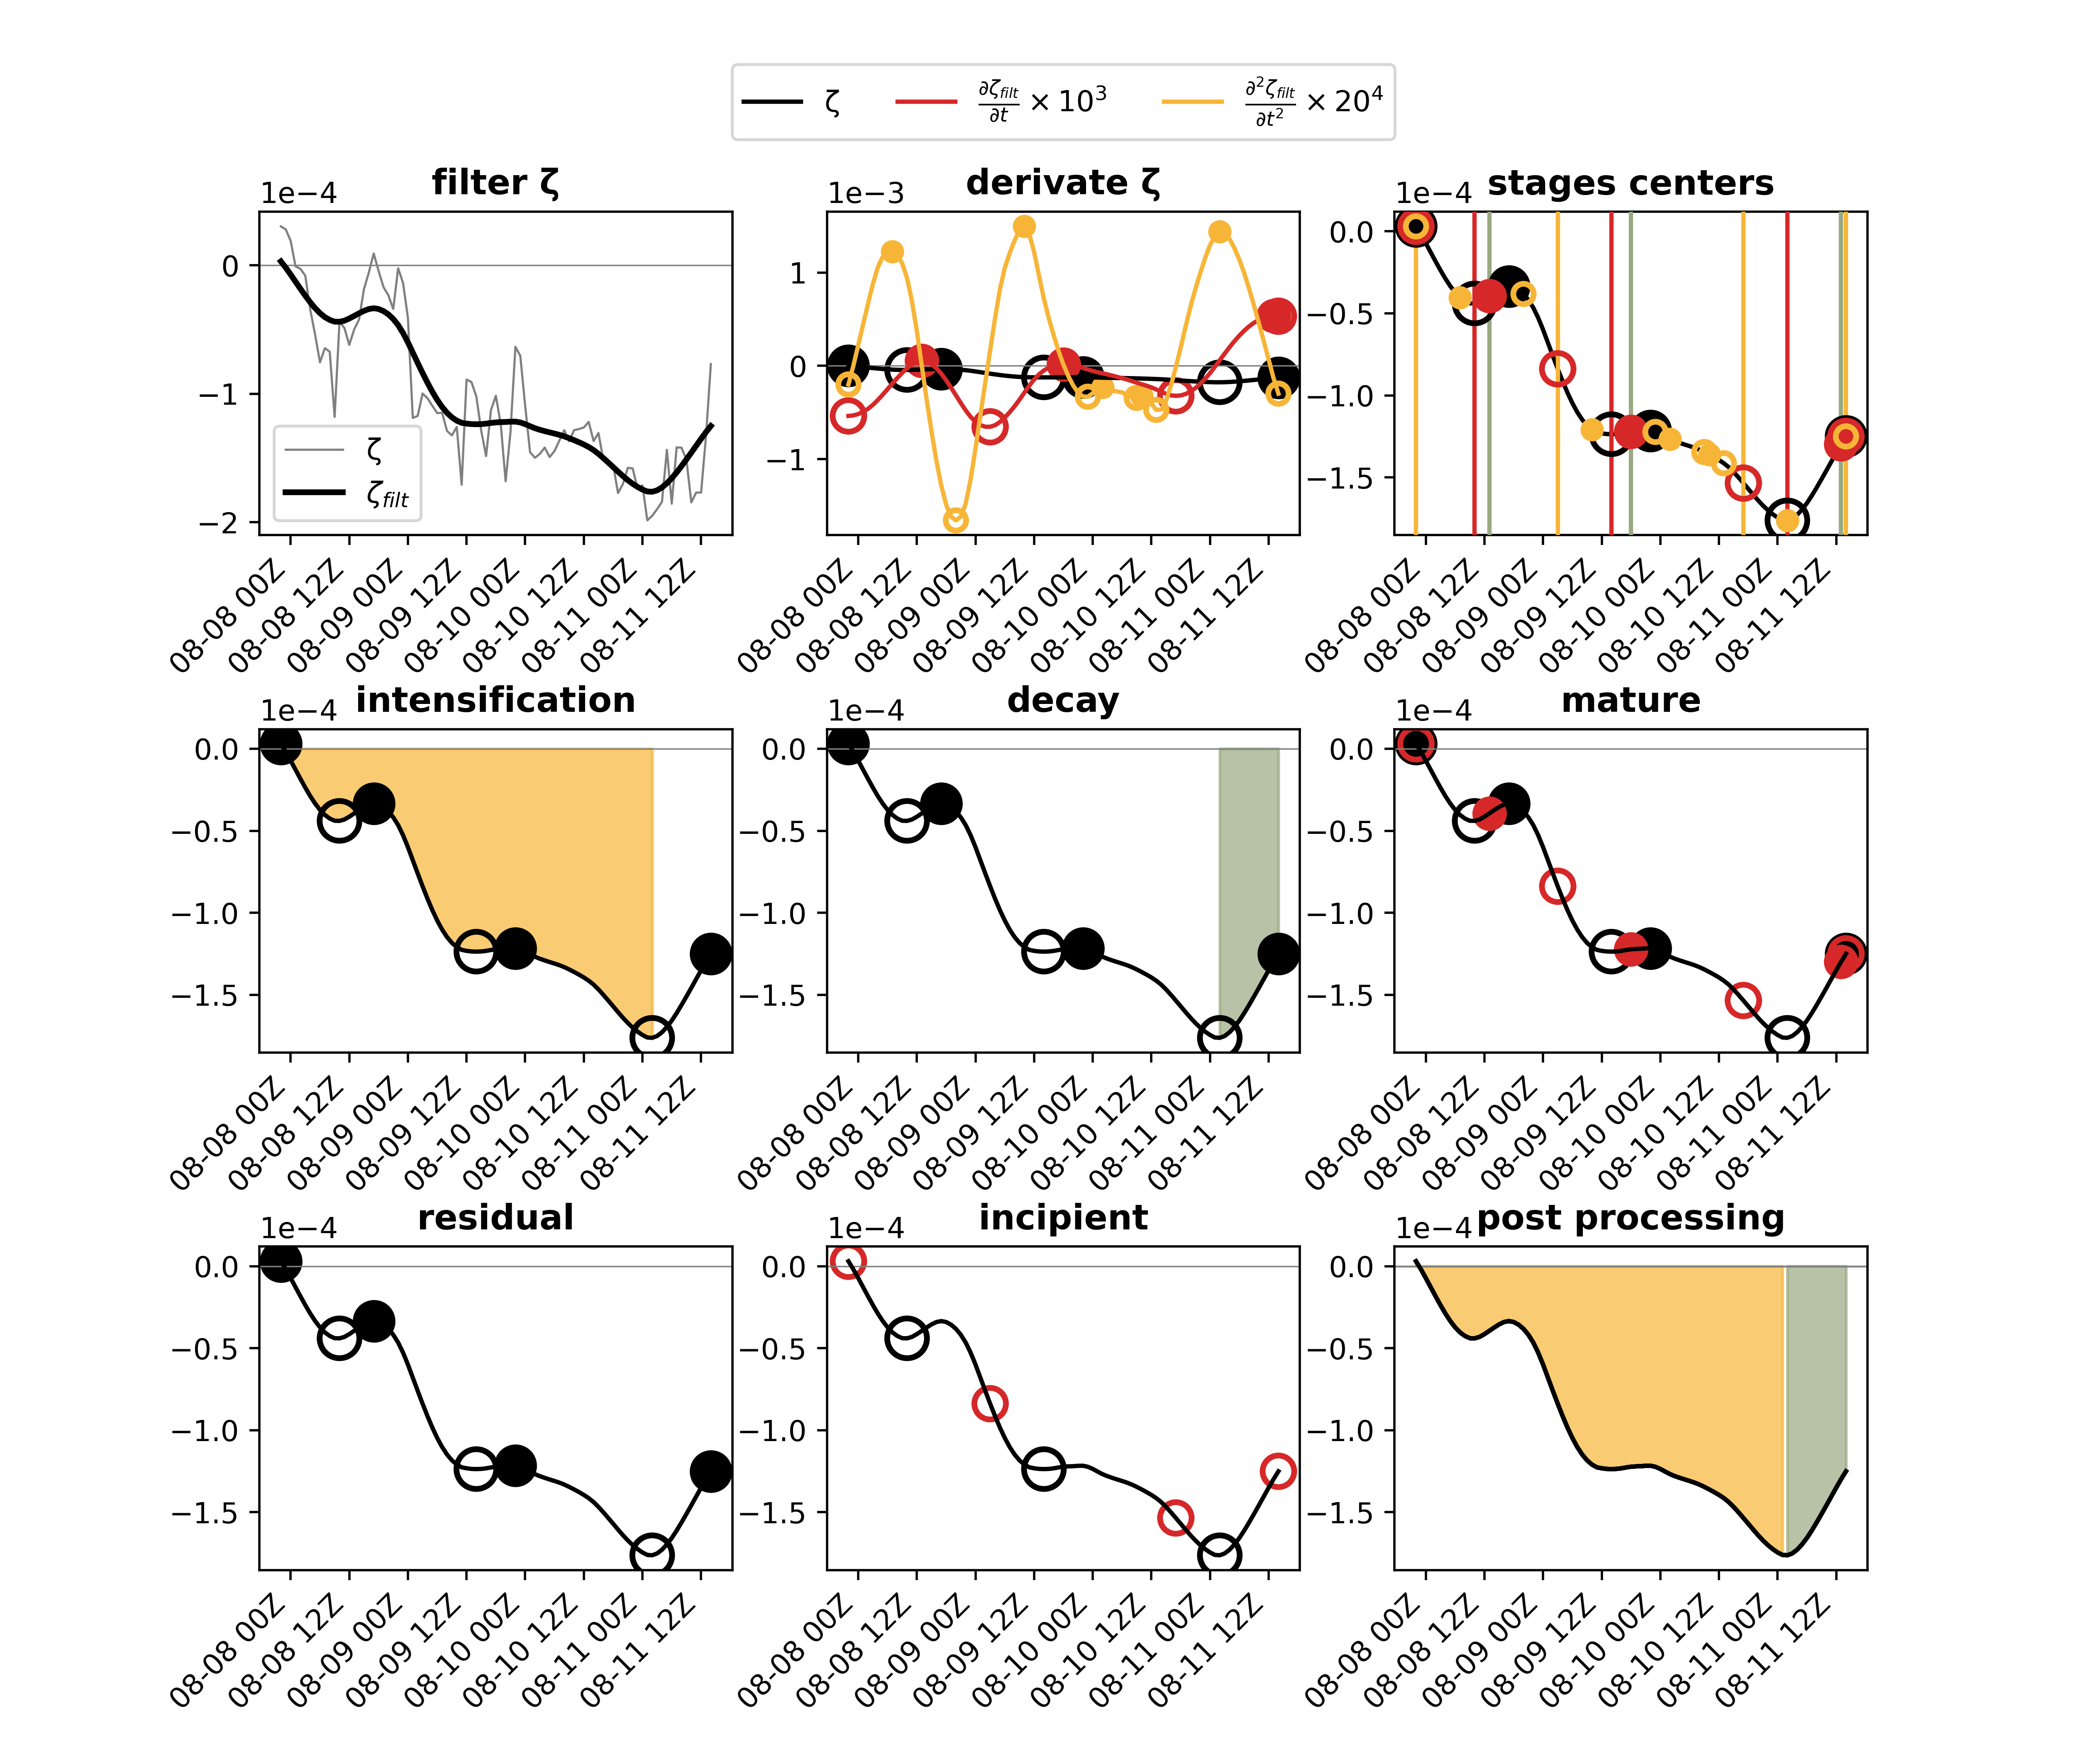 ζ ∂ζfilt/∂t × 10³ ∂²ζfilt/∂t² × 20⁴
filter ζ derivate ζ stages centers
1e−4 1e−3 1e−4
0
−1
−2
ζ
ζfilt
08-08 00Z 08-08 12Z 08-09 00Z 08-09 12Z 08-10 00Z 08-10 12Z 08-11 00Z 08-11 12Z
1
0
−1
08-08 00Z 08-08 12Z 08-09 00Z 08-09 12Z 08-10 00Z 08-10 12Z 08-11 00Z 08-11 12Z
0.0
−0.5
−1.0
−1.5
08-08 00Z 08-08 12Z 08-09 00Z 08-09 12Z 08-10 00Z 08-10 12Z 08-11 00Z 08-11 12Z
intensification decay mature
1e−4 1e−4 1e−4
0.0
−0.5
−1.0
−1.5
08-08 00Z 08-08 12Z 08-09 00Z 08-09 12Z 08-10 00Z 08-10 12Z 08-11 00Z 08-11 12Z
0.0
−0.5
−1.0
−1.5
08-08 00Z 08-08 12Z 08-09 00Z 08-09 12Z 08-10 00Z 08-10 12Z 08-11 00Z 08-11 12Z
0.0
−0.5
−1.0
−1.5
08-08 00Z 08-08 12Z 08-09 00Z 08-09 12Z 08-10 00Z 08-10 12Z 08-11 00Z 08-11 12Z
residual incipient post processing
1e−4 1e−4 1e−4
0.0
−0.5
−1.0
−1.5
08-08 00Z 08-08 12Z 08-09 00Z 08-09 12Z 08-10 00Z 08-10 12Z 08-11 00Z 08-11 12Z
0.0
−0.5
−1.0
−1.5
08-08 00Z 08-08 12Z 08-09 00Z 08-09 12Z 08-10 00Z 08-10 12Z 08-11 00Z 08-11 12Z
0.0
−0.5
−1.0
−1.5
08-08 00Z 08-08 12Z 08-09 00Z 08-09 12Z 08-10 00Z 08-10 12Z 08-11 00Z 08-11 12Z